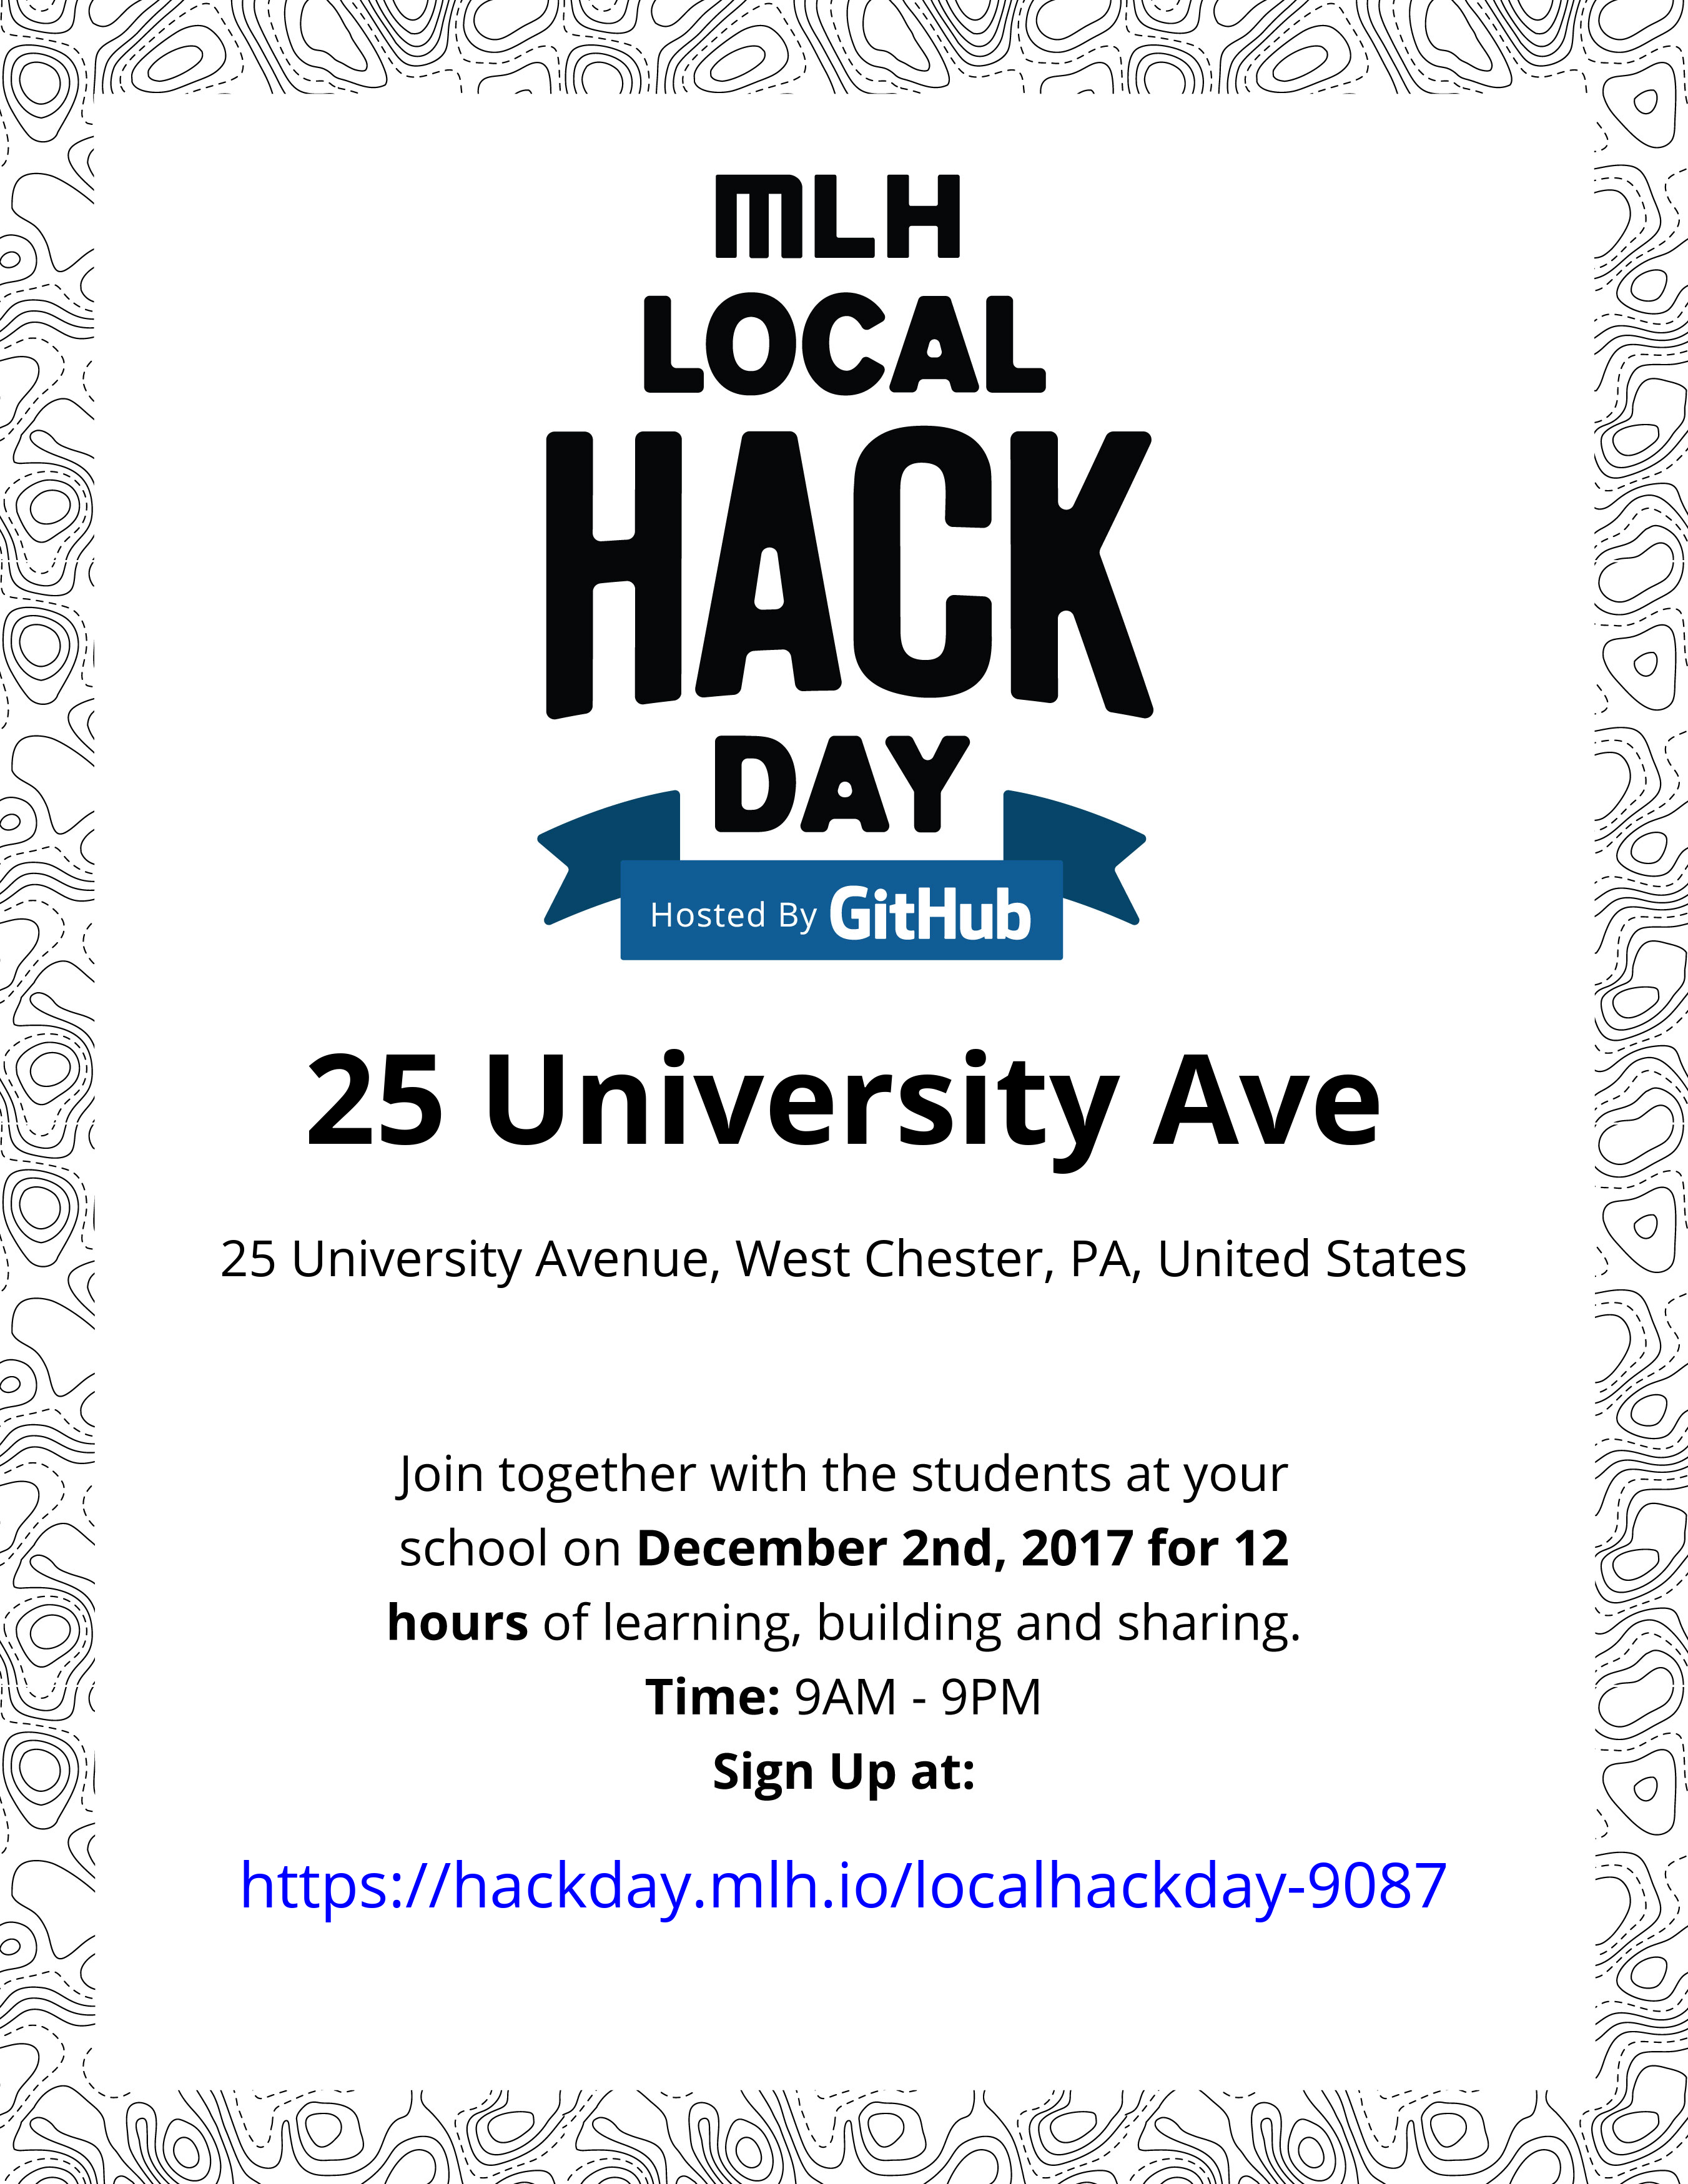 MLH
LOCAL
HACK
DAY
Hosted By GitHub
25 University Ave
25 University Avenue, West Chester, PA, United States
Join together with the students at your
school on December 2nd, 2017 for 12
hours of learning, building and sharing.
Time: 9AM - 9PM
Sign Up at:
https://hackday.mlh.io/localhackday-9087